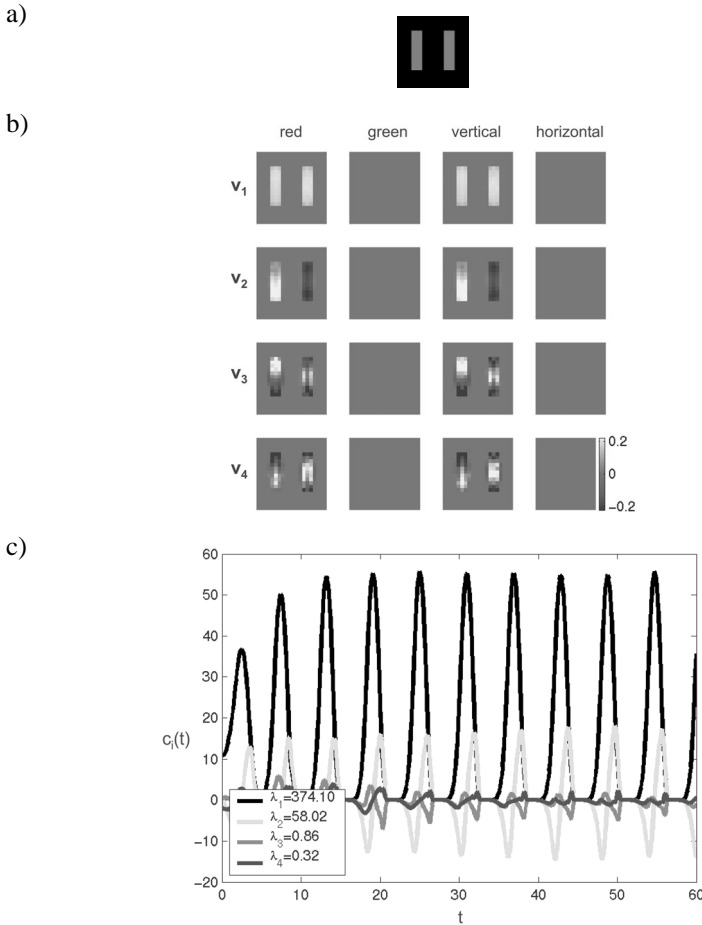 a)
b)
red green vertical horizontal
v1
v2
v3
v4
0.2
0
−0.2
c)
60
50
40
30
20
10
0
−10
−20
ci(t)
λ1=374.10
λ2=58.02
λ3=0.86
λ4=0.32
0 10 20 30 40 50 60
t